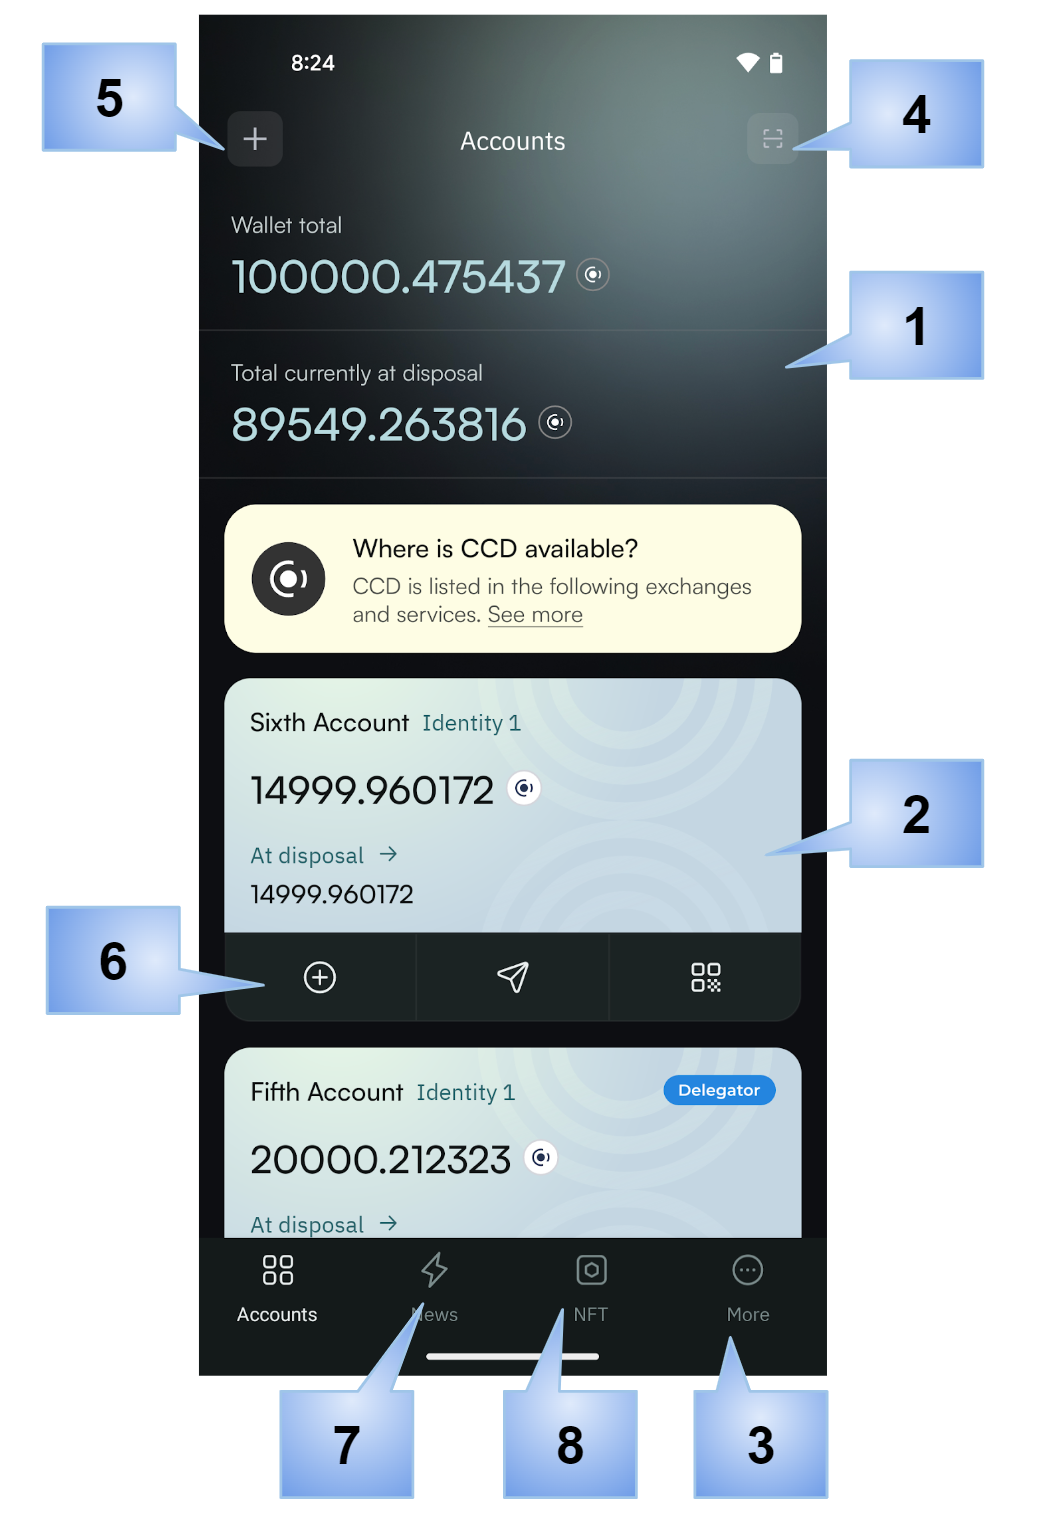 8:24
5
4
Accounts
Wallet total
100000.475437
1
Total currently at disposal
89549.263816
Where is CCD available?
CCD is listed in the following exchanges
and services. See more
Sixth Account Identity 1
14999.960172
2
At disposal →
14999.960172
6
Fifth Account Identity 1 Delegator
20000.212323
At disposal →
Accounts News NFT More
7 8 3